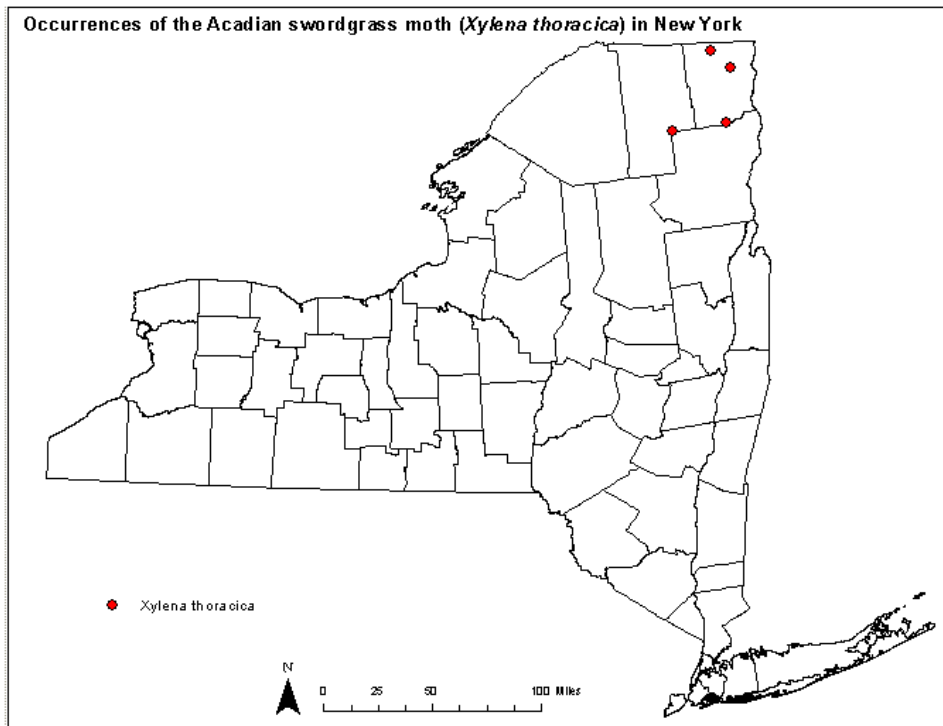 Occurrences of the Acadian swordgrass moth (Xylena thoracica) in New York
Xylena thoracica
N
0 25 50 100 Miles